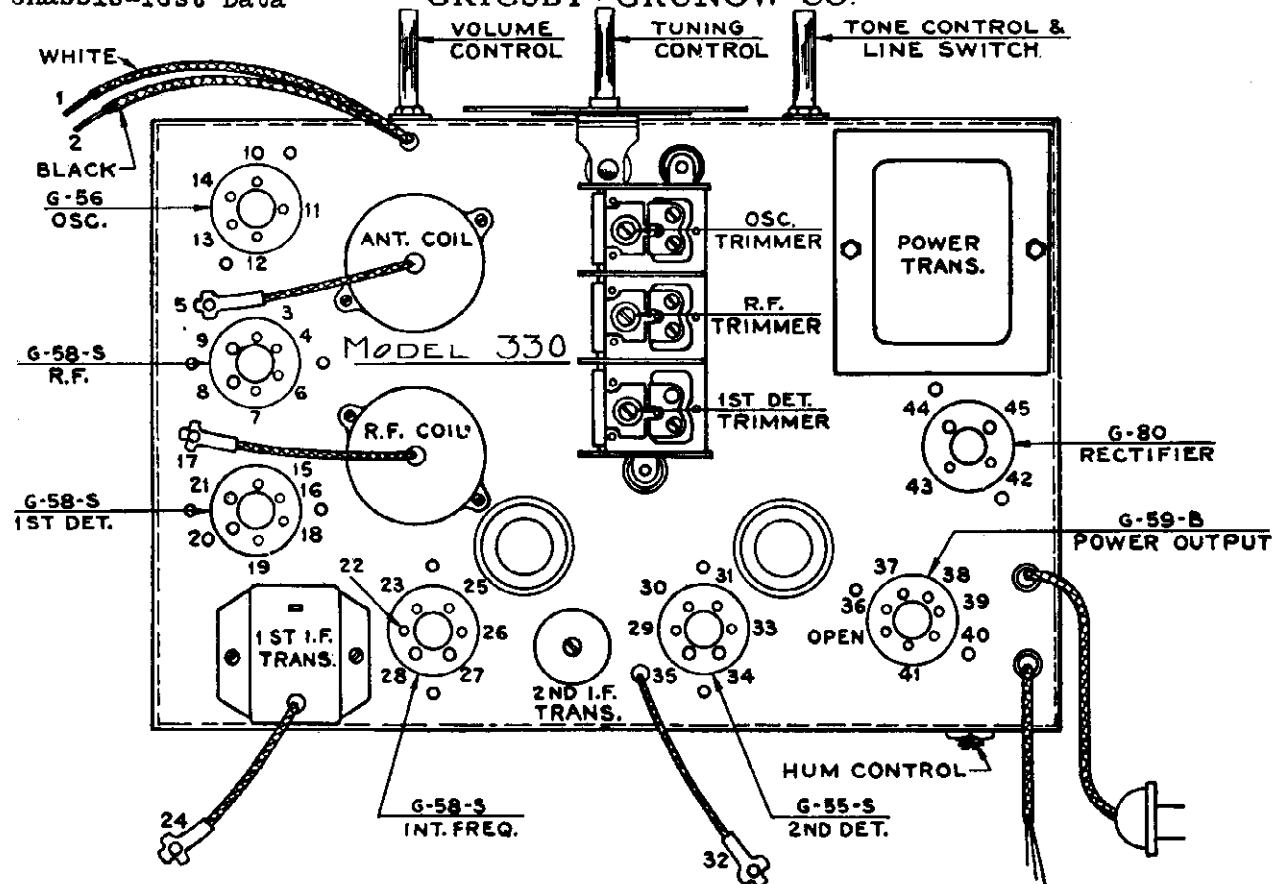 Chassis-Test Data
GRIGSBY-GRUNOW CO.
VOLUME
CONTROL
TUNING
CONTROL
TONE CONTROL &
LINE SWITCH
WHITE
1
2
BLACK
G-56
OSC.
10
14
11
13
12
ANT. COIL
OSC.
TRIMMER
POWER
TRANS.
5
3
4
9
8
6
7
G-58-S
R.F.
MODEL 330
R.F.
TRIMMER
1ST DET.
TRIMMER
R.F. COIL
17
15
16
21
20
18
19
G-58-S
1ST DET.
44
45
43
42
G-80
RECTIFIER
G-59-B
POWER OUTPUT
22
23
25
26
27
28
1ST I.F.
TRANS.
2ND I.F.
TRANS.
30
31
29
33
35
34
37
38
36
39
OPEN
40
41
HUM CONTROL
24
G-58-S
INT. FREQ.
32
G-55-S
2ND DET.